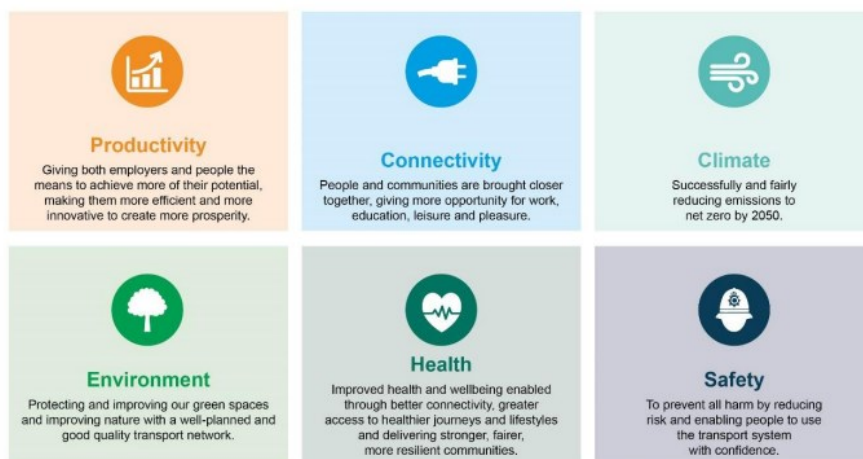 Productivity
Giving both employers and people the
means to achieve more of their potential,
making them more efficient and more
innovative to create more prosperity.
Connectivity
People and communities are brought closer
together, giving more opportunity for work,
education, leisure and pleasure.
Climate
Successfully and fairly
reducing emissions to
net zero by 2050.
Environment
Protecting and improving our green spaces
and improving nature with a well-planned and
good quality transport network.
Health
Improved health and wellbeing enabled
through better connectivity, greater
access to healthier journeys and lifestyles
and delivering stronger, fairer,
more resilient communities.
Safety
To prevent all harm by reducing
risk and enabling people to use
the transport system
with confidence.